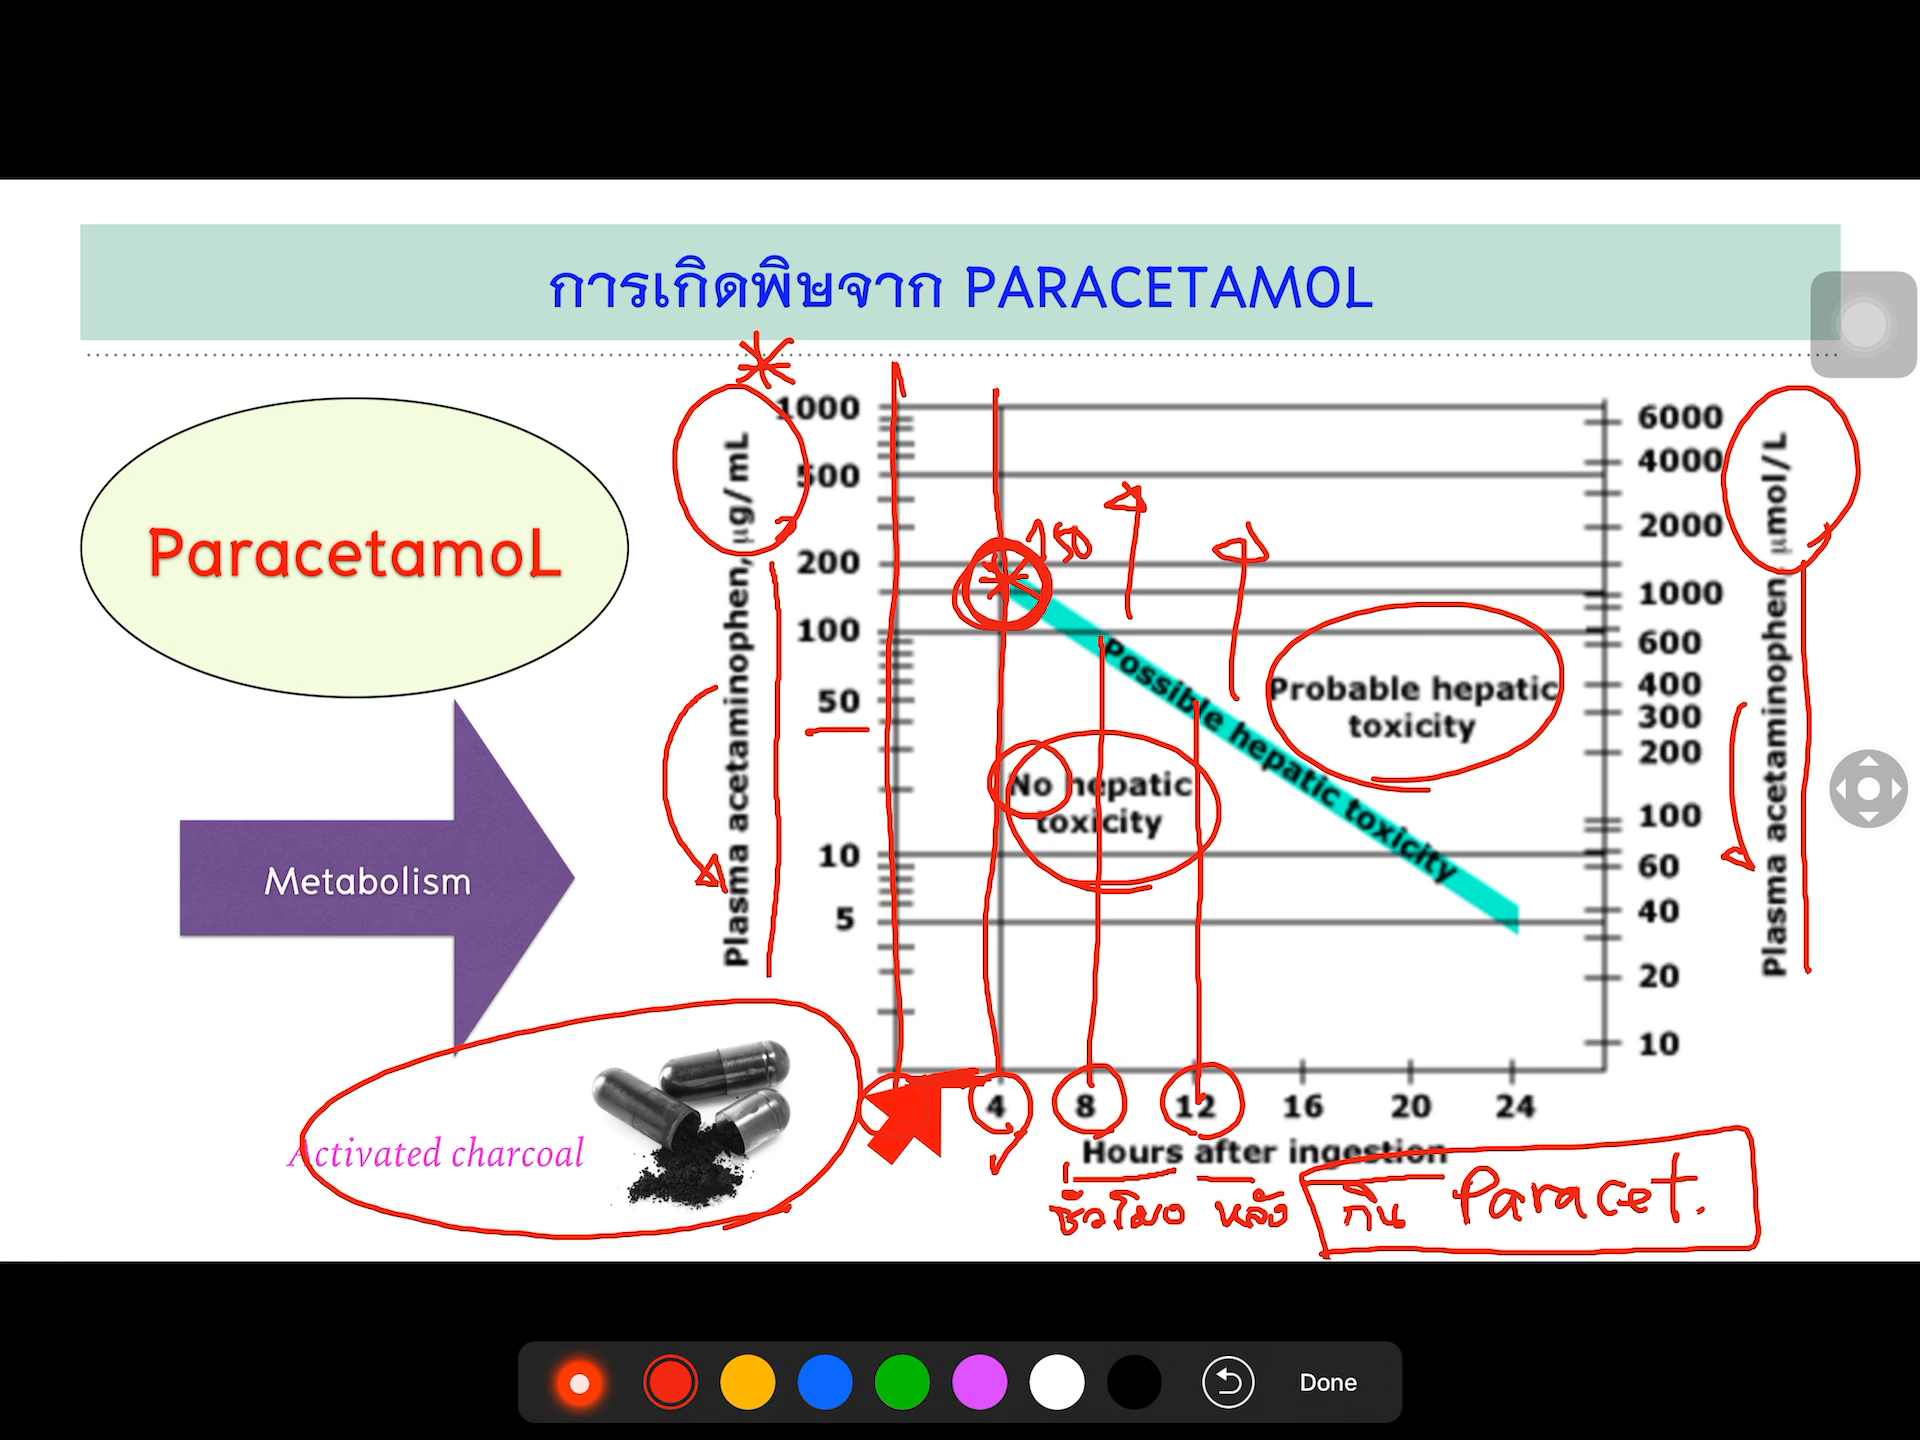 การเกิดพิษจาก PARACETAMOL
Paracetamol
Metabolism
Activated charcoal
Plasma acetaminophen, µg/mL
1000
500
200
100
50
10
5
150
Possible hepatic toxicity
Probable hepatic
toxicity
No hepatic
toxicity
6000
4000
2000
1000
600
400
300
200
100
60
40
20
10
Plasma acetaminophen, µmol/L
4 8 12 16 20 24
Hours after ingestion
ชั่วโมง หลัง กิน Paracet.
Done